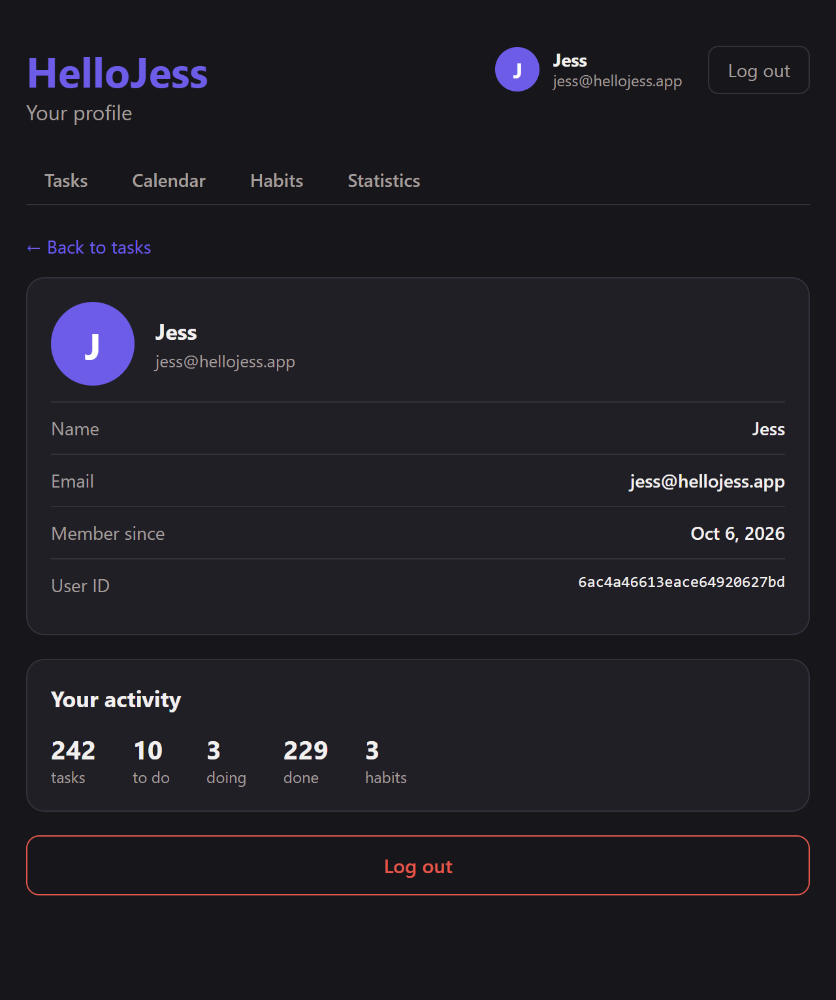 HelloJess
Your profile
J
Jess
jess@hellojess.app
Log out
Tasks
Calendar
Habits
Statistics
← Back to tasks
J
Jess
jess@hellojess.app
Name
Jess
Email
jess@hellojess.app
Member since
Oct 6, 2026
User ID
6ac4a46613eace64920627bd
Your activity
242
tasks
10
to do
3
doing
229
done
3
habits
Log out